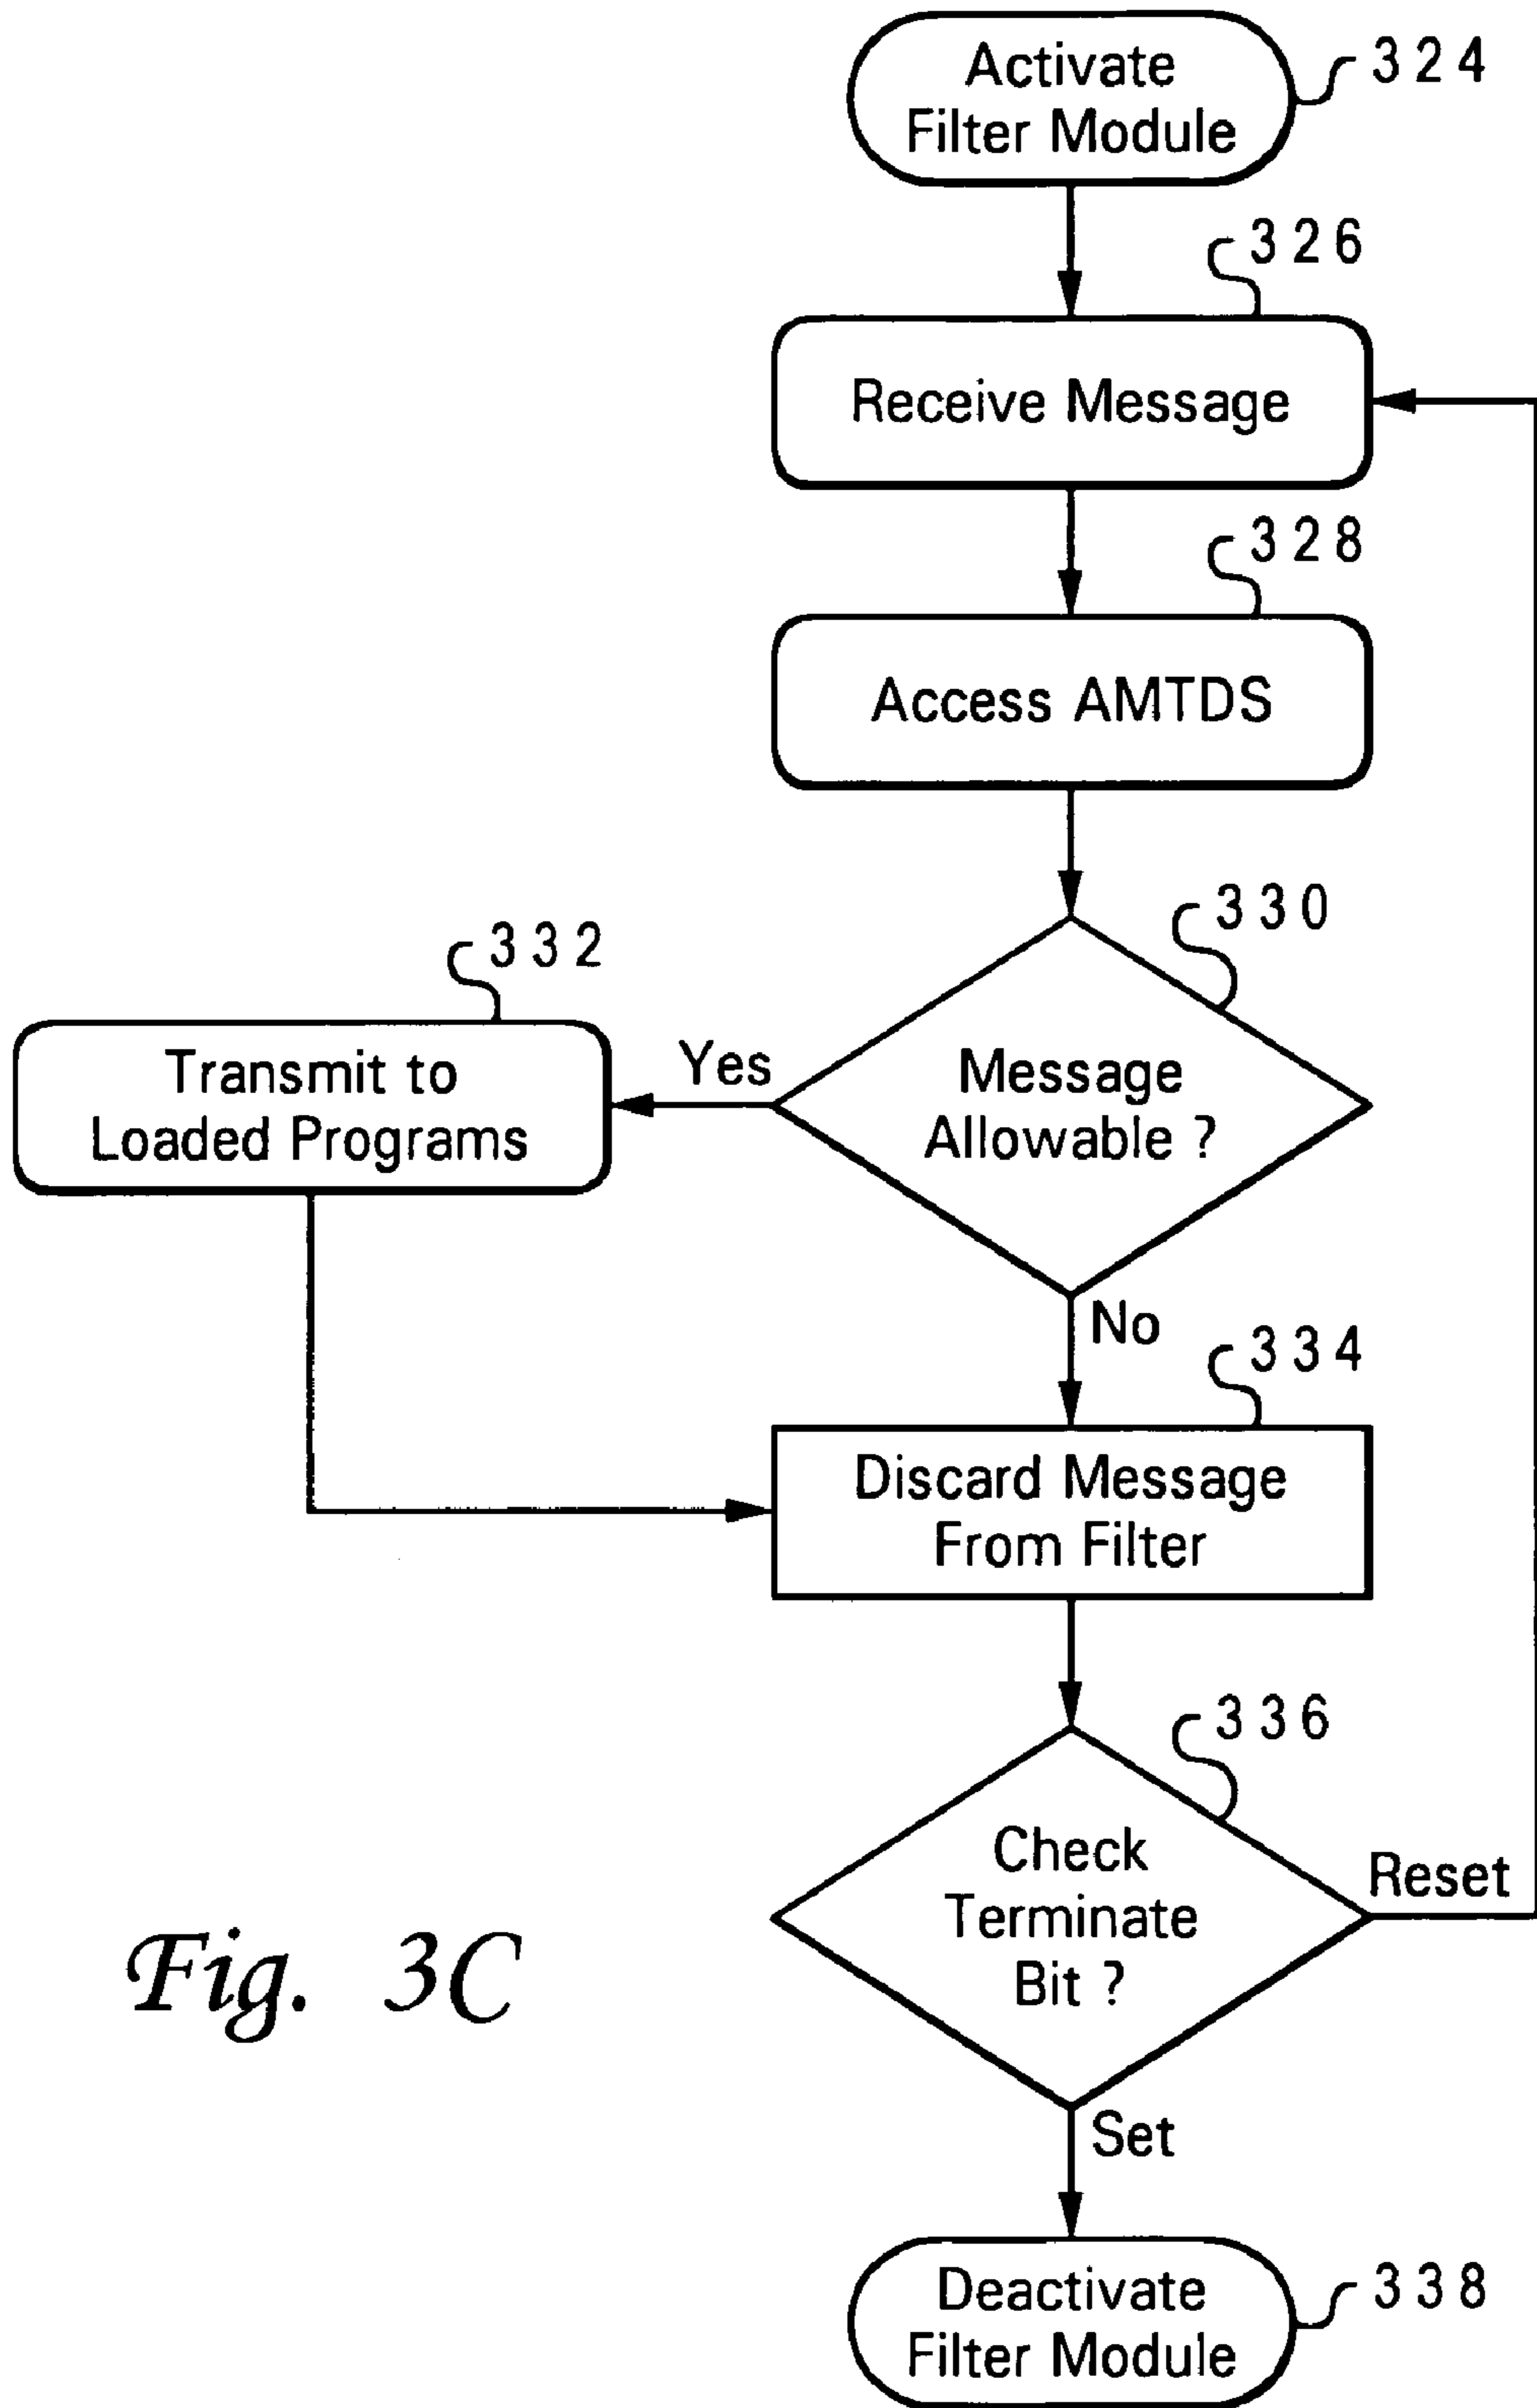 Activate
Filter Module
324
326
Receive Message
328
Access AMTDS
330
332
Transmit to
Loaded Programs
Yes
Message
Allowable ?
No
334
Discard Message
From Filter
336
Check
Terminate
Bit ?
Reset
Fig. 3C
Set
Deactivate
Filter Module
338